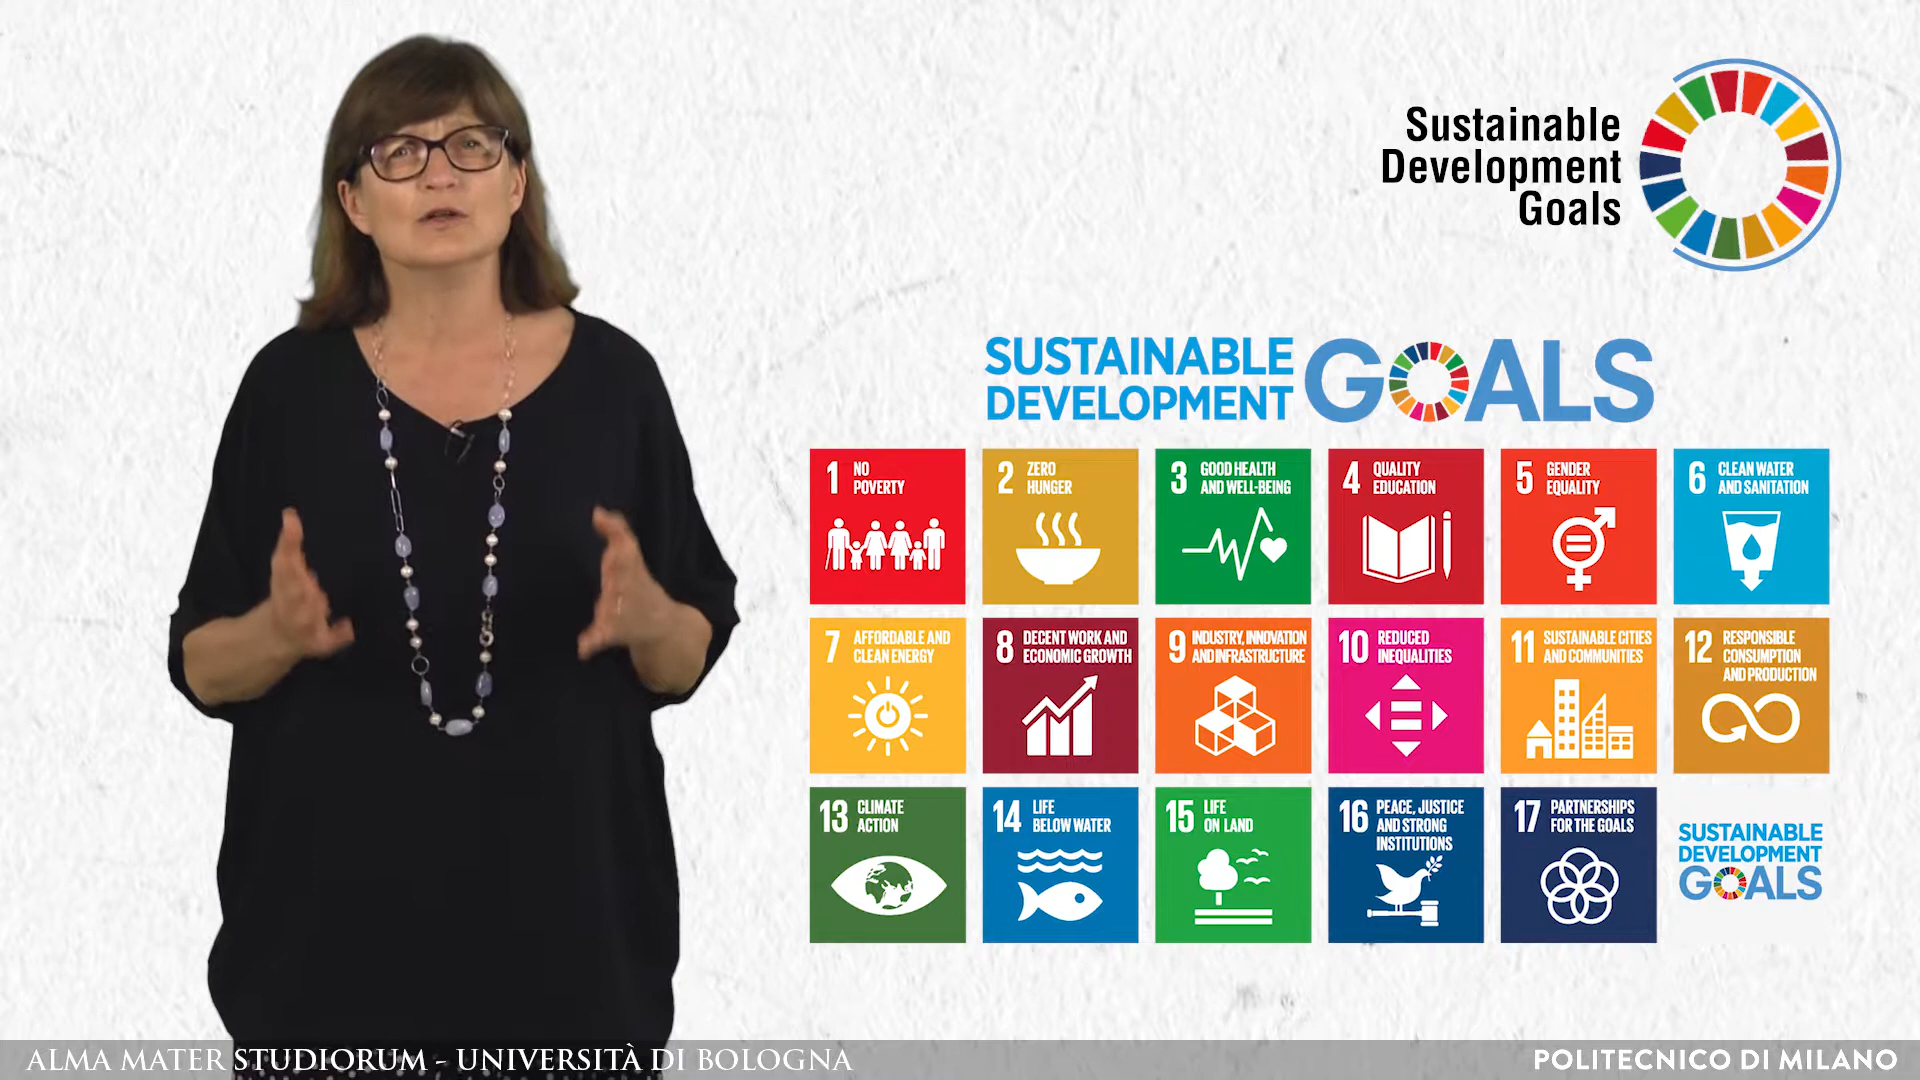 Sustainable
Development
Goals
SUSTAINABLE
DEVELOPMENT
GOALS
1 NO
POVERTY
2 ZERO
HUNGER
3 GOOD HEALTH
AND WELL-BEING
4 QUALITY
EDUCATION
5 GENDER
EQUALITY
6 CLEAN WATER
AND SANITATION
7 AFFORDABLE AND
CLEAN ENERGY
8 DECENT WORK AND
ECONOMIC GROWTH
9 INDUSTRY, INNOVATION
AND INFRASTRUCTURE
10 REDUCED
INEQUALITIES
11 SUSTAINABLE CITIES
AND COMMUNITIES
12 RESPONSIBLE
CONSUMPTION
AND PRODUCTION
13 CLIMATE
ACTION
14 LIFE
BELOW WATER
15 LIFE
ON LAND
16 PEACE, JUSTICE
AND STRONG
INSTITUTIONS
17 PARTNERSHIPS
FOR THE GOALS
SUSTAINABLE
DEVELOPMENT
GOALS
ALMA MATER STUDIORUM - UNIVERSITÀ DI BOLOGNA
POLITECNICO DI MILANO